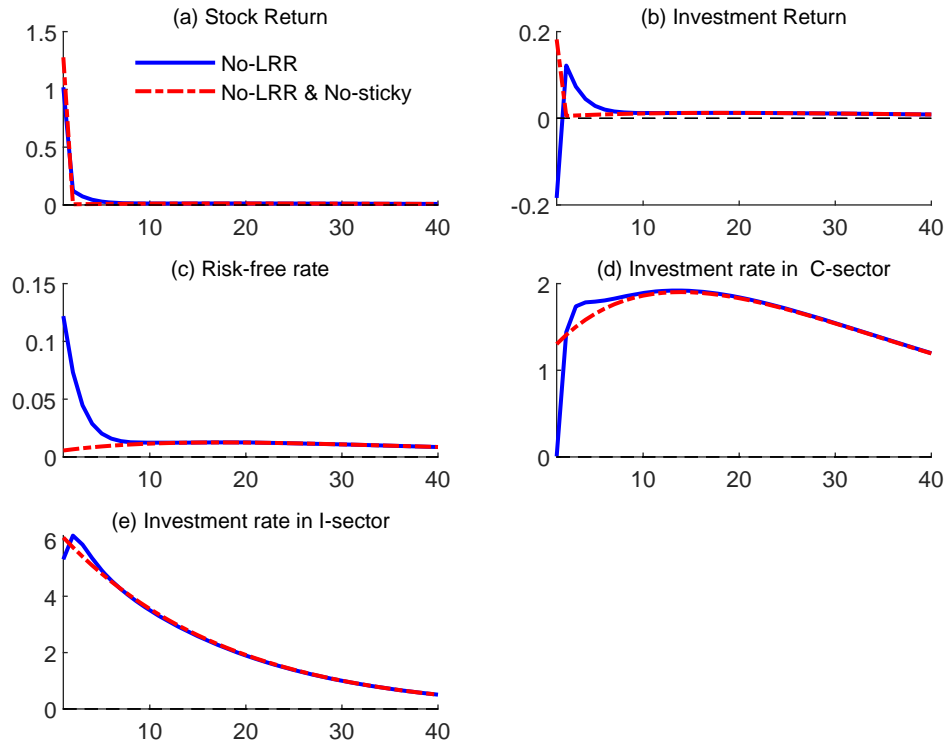 (a) Stock Return
1.5
1
0.5
0
No-LRR
No-LRR & No-sticky
10 20 30 40
(b) Investment Return
0.2
0
-0.2
10 20 30 40
(c) Risk-free rate
0.15
0.1
0.05
0
10 20 30 40
(d) Investment rate in C-sector
2
1
0
10 20 30 40
(e) Investment rate in I-sector
6
4
2
0
10 20 30 40